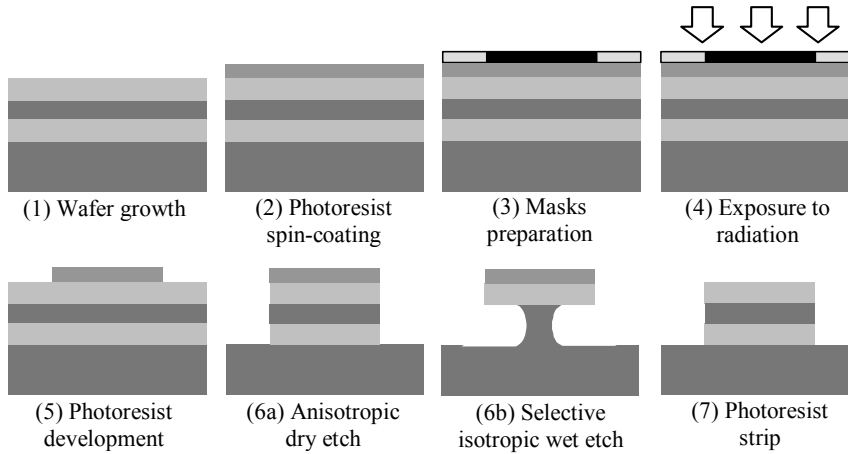 (1) Wafer growth
(2) Photoresist
spin-coating
(3) Masks
preparation
(4) Exposure to
radiation
(5) Photoresist
development
(6a) Anisotropic
dry etch
(6b) Selective
isotropic wet etch
(7) Photoresist
strip